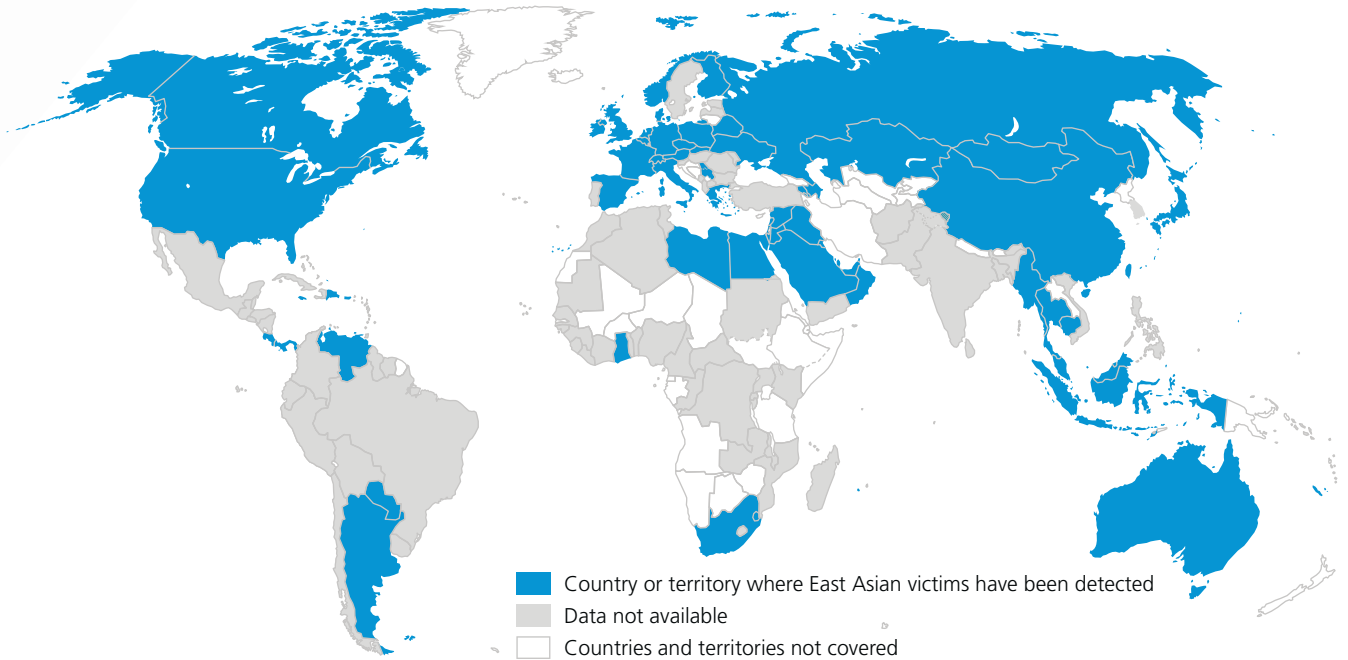 Country or territory where East Asian victims have been detected
Data not available
Countries and territories not covered